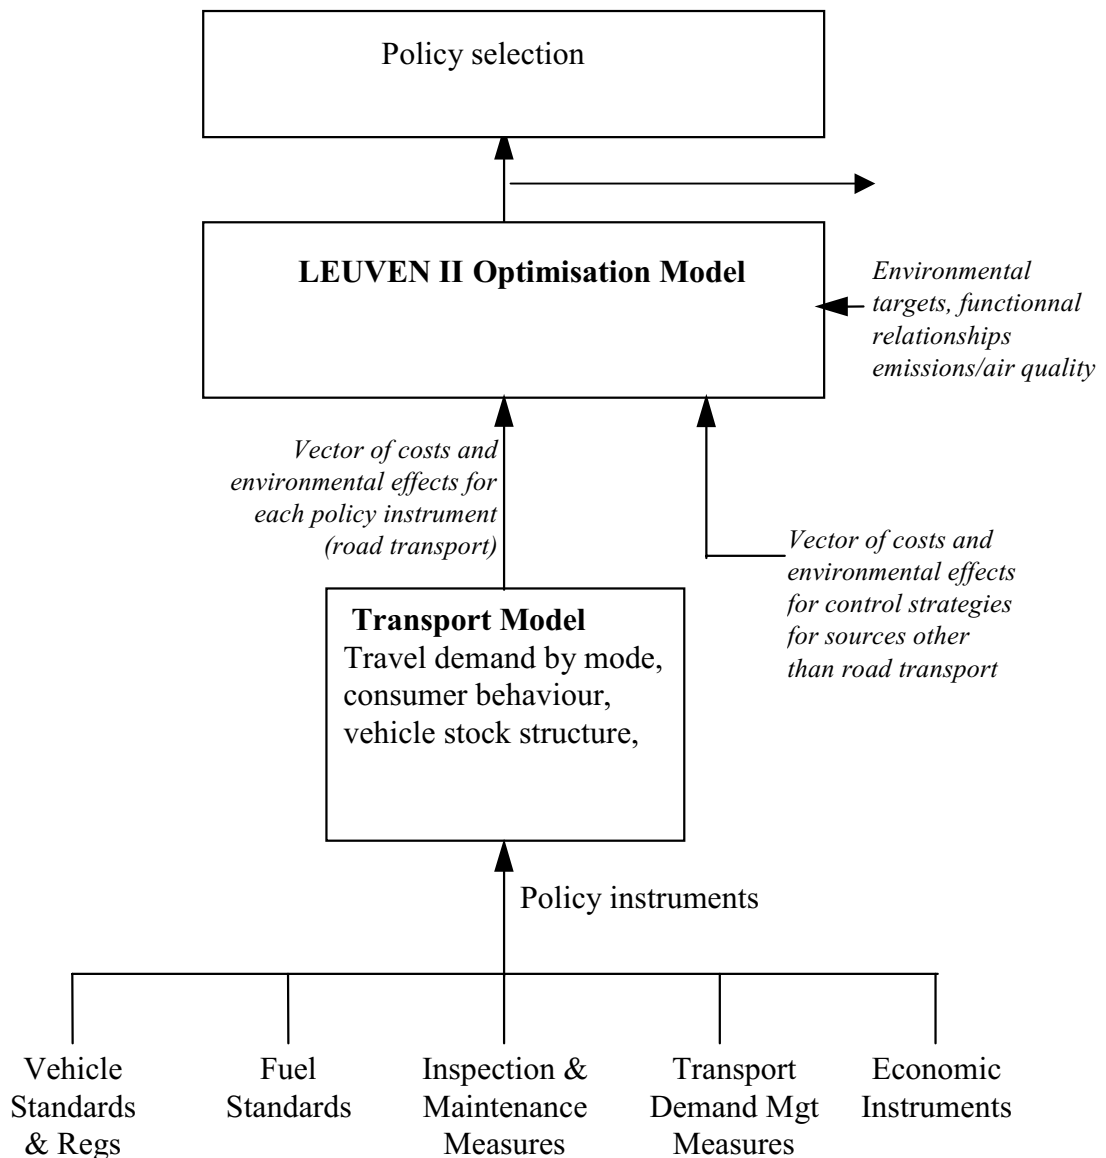 Policy selection
LEUVEN II Optimisation Model
Environmental
targets, functionnal
relationships
emissions/air quality
Vector of costs and
environmental effects for
each policy instrument
(road transport)
Vector of costs and
environmental effects
for control strategies
for sources other
than road transport
Transport Model
Travel demand by mode,
consumer behaviour,
vehicle stock structure,
Policy instruments
Vehicle
Standards
& Regs
Fuel
Standards
Inspection &
Maintenance
Measures
Transport
Demand Mgt
Measures
Economic
Instruments